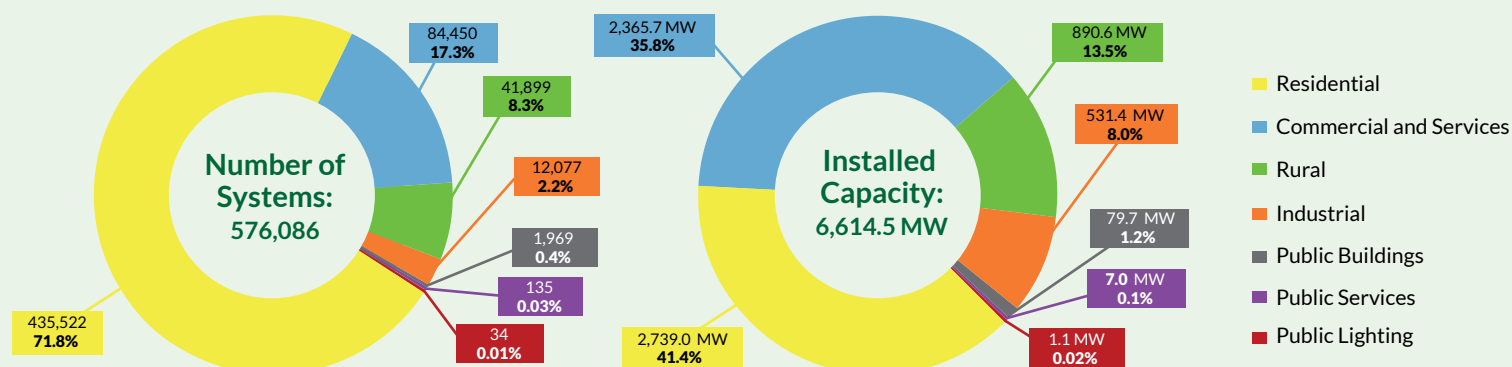 84,450
17.3%
41,899
8.3%
12,077
2.2%
1,969
0.4%
135
0.03%
34
0.01%
435,522
71.8%
Number of
Systems:
576,086
2,365.7 MW
35.8%
890.6 MW
13.5%
531.4 MW
8.0%
79.7 MW
1.2%
7.0 MW
0.1%
1.1 MW
0.02%
2,739.0 MW
41.4%
Installed
Capacity:
6,614.5 MW
Residential
Commercial and Services
Rural
Industrial
Public Buildings
Public Services
Public Lighting